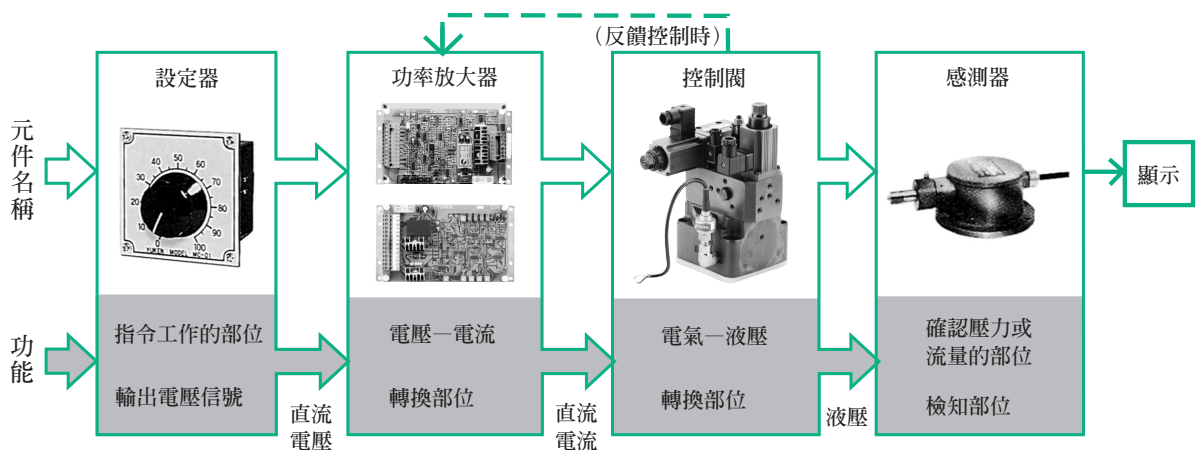 （反饋控制時）
元件名稱
設定器
功率放大器
控制閥
感測器
顯示
0
10
20
30
40
50
60
70
80
90
100
YUKEN MODEL MC-01
功能
指令工作的部位
輸出電壓信號
直流
電壓
電壓—電流
轉換部位
直流
電流
電氣—液壓
轉換部位
液壓
確認壓力或
流量的部位
檢知部位